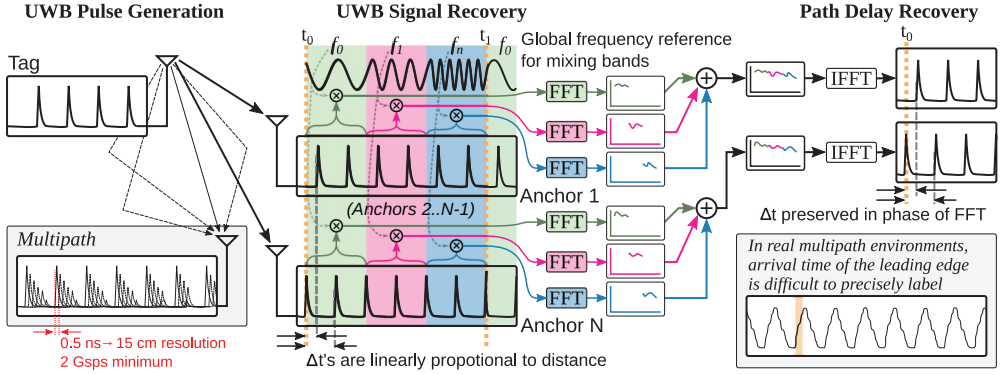 UWB Pulse Generation
Tag
Multipath
0.5 ns→ 15 cm resolution
2 Gsps minimum
UWB Signal Recovery
t0
f0
f1
fn
t1
f0
Global frequency reference
for mixing bands
FFT
FFT
FFT
Anchor 1
(Anchors 2..N-1)
FFT
FFT
FFT
Anchor N
Δt's are linearly propotional to distance
Path Delay Recovery
t0
IFFT
IFFT
Δt preserved in phase of FFT
In real multipath environments,
arrival time of the leading edge
is difficult to precisely label